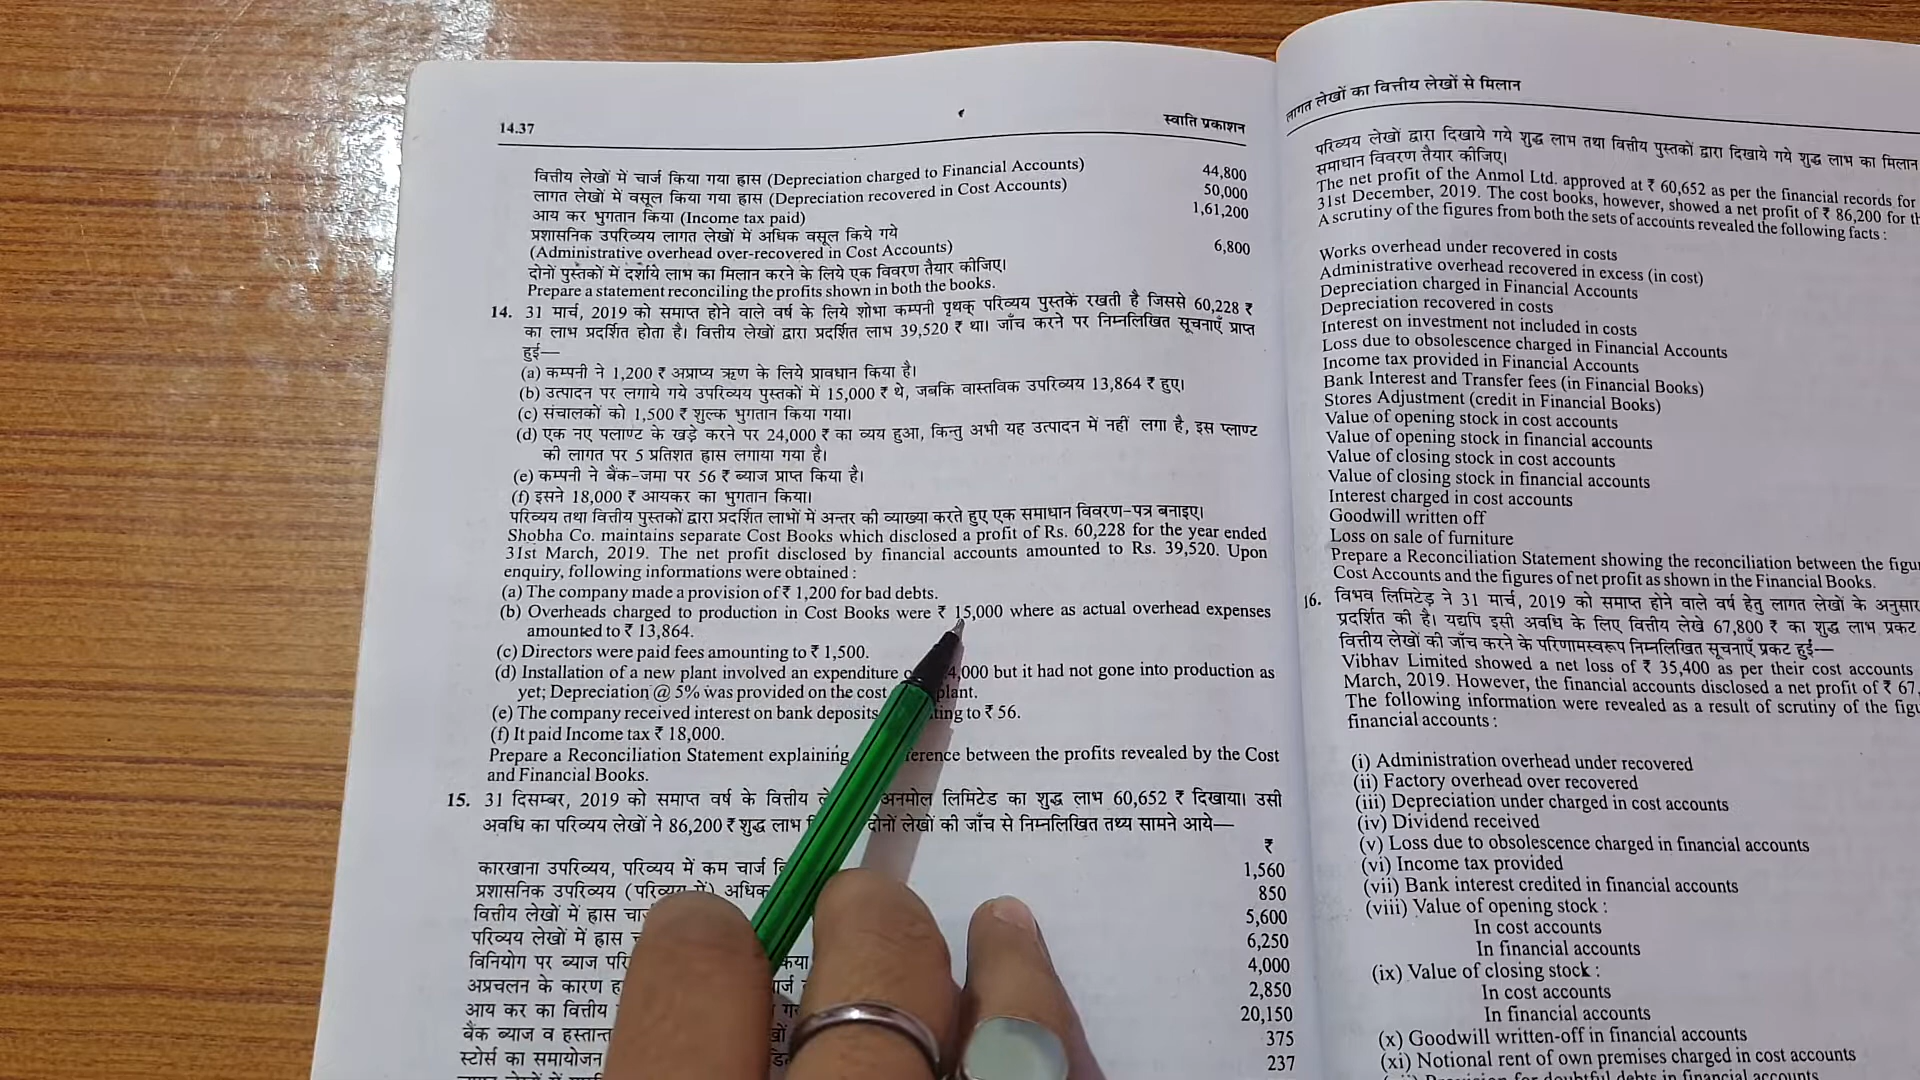 14.37
स्वाति प्रकाशन
वित्तीय लेखों में चार्ज किया गया ह्रास (Depreciation charged to Financial Accounts) 44,800
लागत लेखों में वसूल किया गया ह्रास (Depreciation recovered in Cost Accounts) 50,000
आय कर भुगतान किया (Income tax paid) 1,61,200
प्रशासनिक उपरिव्यय लागत लेखों में अधिक वसूल किये गये
(Administrative overhead over-recovered in Cost Accounts) 6,800
दोनों पुस्तकों में दर्शाये लाभ का मिलान करने के लिये एक विवरण तैयार कीजिए।
Prepare a statement reconciling the profits shown in both the books.
14. 31 मार्च, 2019 को समाप्त होने वाले वर्ष के लिये शोभा कम्पनी पृथक् परिव्यय पुस्तकें रखती है जिससे 60,228 ₹
का लाभ प्रदर्शित होता है। वित्तीय लेखों द्वारा प्रदर्शित लाभ 39,520 ₹ था। जाँच करने पर निम्नलिखित सूचनाएँ प्राप्त
हुई—
(a) कम्पनी ने 1,200 ₹ अप्राप्य ऋण के लिये प्रावधान किया है।
(b) उत्पादन पर लगाये गये उपरिव्यय पुस्तकों में 15,000 ₹ थे, जबकि वास्तविक उपरिव्यय 13,864 ₹ हुए।
(c) संचालकों को 1,500 ₹ शुल्क भुगतान किया गया।
(d) एक नए पलाण्ट के खड़े करने पर 24,000 ₹ का व्यय हुआ, किन्तु अभी यह उत्पादन में नहीं लगा है, इस प्लाण्ट
की लागत पर 5 प्रतिशत ह्रास लगाया गया है।
(e) कम्पनी ने बैंक-जमा पर 56 ₹ ब्याज प्राप्त किया है।
(f) इसने 18,000 ₹ आयकर का भुगतान किया।
परिव्यय तथा वित्तीय पुस्तकों द्वारा प्रदर्शित लाभों में अन्तर की व्याख्या करते हुए एक समाधान विवरण-पत्र बनाइए।
Shobha Co. maintains separate Cost Books which disclosed a profit of Rs. 60,228 for the year ended
31st March, 2019. The net profit disclosed by financial accounts amounted to Rs. 39,520. Upon
enquiry, following informations were obtained :
(a) The company made a provision of ₹ 1,200 for bad debts.
(b) Overheads charged to production in Cost Books were ₹ 15,000 where as actual overhead expenses
amounted to ₹ 13,864.
(c) Directors were paid fees amounting to ₹ 1,500.
(d) Installation of a new plant involved an expenditure 4,000 but it had not gone into production as
yet; Depreciation @ 5% was provided on the cost plant.
(e) The company received interest on bank deposits ting to ₹ 56.
(f) It paid Income tax ₹ 18,000.
Prepare a Reconciliation Statement explaining erence between the profits revealed by the Cost
and Financial Books.
15. 31 दिसम्बर, 2019 को समाप्त वर्ष के वित्तीय अनमोल लिमिटेड का शुद्ध लाभ 60,652 ₹ दिखाया। उसी
अवधि का परिव्यय लेखों ने 86,200 ₹ शुद्ध लाभ दोनों लेखों की जाँच से निम्नलिखित तथ्य सामने आये—
₹
कारखाना उपरिव्यय, परिव्यय में कम चार्ज 1,560
प्रशासनिक उपरिव्यय (परिव्यय में) अधिक 850
वित्तीय लेखों में ह्रास 5,600
परिव्यय लेखों में ह्रास 6,250
विनियोग पर ब्याज 4,000
अप्रचलन के कारण 2,850
आय कर का वित्तीय 20,150
बैंक ब्याज व 375
स्टोर्स का समायोजन 237
लागत लेखों का वित्तीय लेखों से मिलान
परिव्यय लेखों द्वारा दिखाये गये शुद्ध लाभ तथा वित्तीय पुस्तकों द्वारा दिखाये गये शुद्ध लाभ का मिलान
समाधान विवरण तैयार कीजिए।
The net profit of the Anmol Ltd. approved at ₹ 60,652 as per the financial records for
31st December, 2019. The cost books, however, showed a net profit of ₹ 86,200 for
A scrutiny of the figures from both the sets of accounts revealed the following facts :
Works overhead under recovered in costs
Administrative overhead recovered in excess (in cost)
Depreciation charged in Financial Accounts
Depreciation recovered in costs
Interest on investment not included in costs
Loss due to obsolescence charged in Financial Accounts
Income tax provided in Financial Accounts
Bank Interest and Transfer fees (in Financial Books)
Stores Adjustment (credit in Financial Books)
Value of opening stock in cost accounts
Value of opening stock in financial accounts
Value of closing stock in cost accounts
Value of closing stock in financial accounts
Interest charged in cost accounts
Goodwill written off
Loss on sale of furniture
Prepare a Reconciliation Statement showing the reconciliation between the
Cost Accounts and the figures of net profit as shown in the Financial Books.
16. विभव लिमिटेड ने 31 मार्च, 2019 को समाप्त होने वाले वर्ष हेतु लागत लेखों के अनुसार
प्रदर्शित की है। यद्यपि इसी अवधि के लिए वित्तीय लेखे 67,800 ₹ का शुद्ध लाभ प्रकट
वित्तीय लेखों की जाँच करने के परिणामस्वरूप निम्नलिखित सूचनाएँ प्रकट हुईं—
Vibhav Limited showed a net loss of ₹ 35,400 as per their cost accounts
March, 2019. However, the financial accounts disclosed a net profit of ₹ 67,
The following information were revealed as a result of scrutiny of the
financial accounts :
(i) Administration overhead under recovered
(ii) Factory overhead over recovered
(iii) Depreciation under charged in cost accounts
(iv) Dividend received
(v) Loss due to obsolescence charged in financial accounts
(vi) Income tax provided
(vii) Bank interest credited in financial accounts
(viii) Value of opening stock :
In cost accounts
In financial accounts
(ix) Value of closing stock :
In cost accounts
In financial accounts
(x) Goodwill written-off in financial accounts
(xi) Notional rent of own premises charged in cost accounts
Provision for doubtful debts in financial accounts